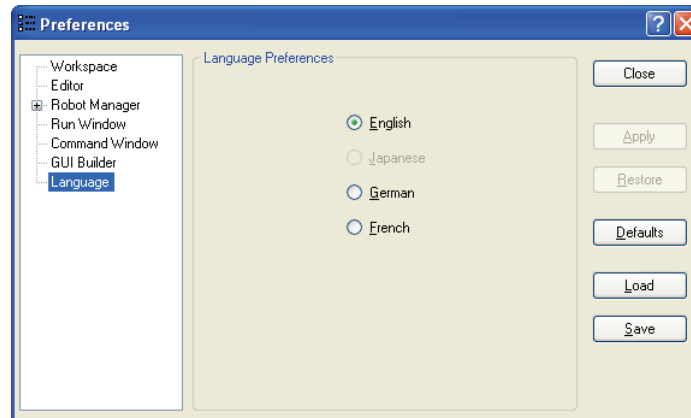 Preferences
Workspace
Editor
Robot Manager
Run Window
Command Window
GUI Builder
Language
Language Preferences
English
Japanese
German
French
Close
Apply
Restore
Defaults
Load
Save